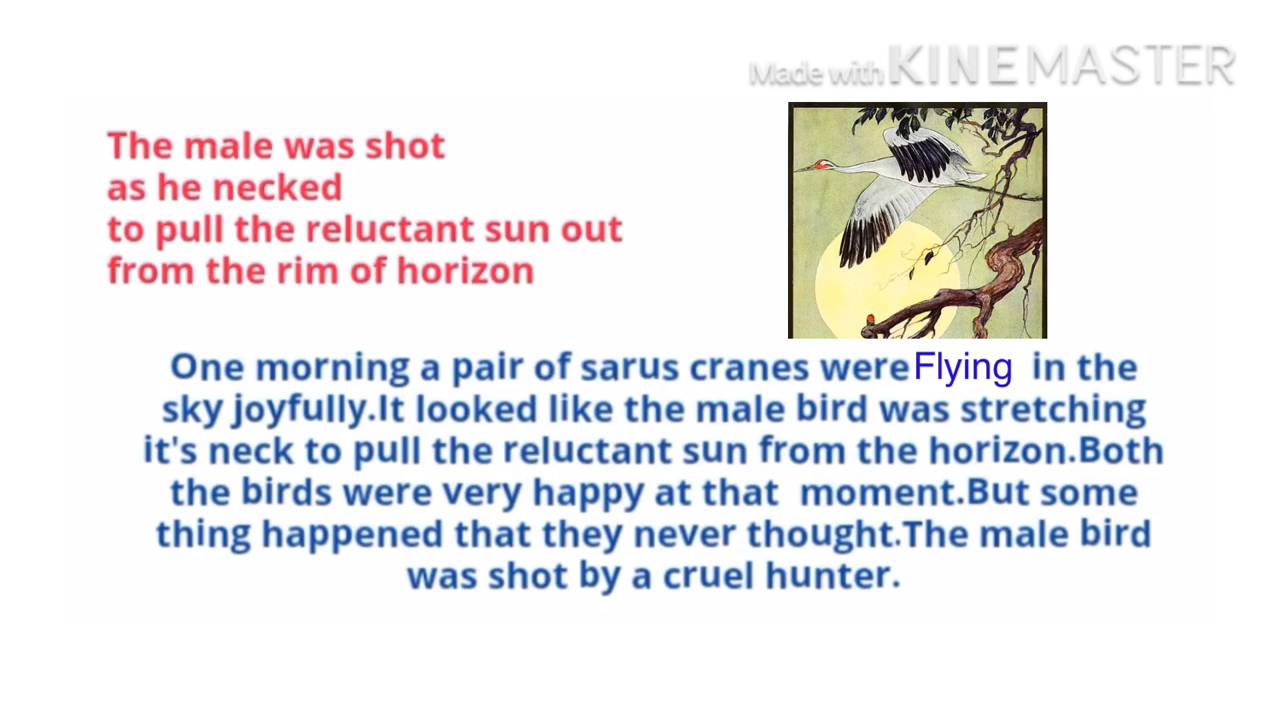 Made with KINEMASTER
The male was shot
as he necked
to pull the reluctant sun out
from the rim of horizon
One morning a pair of sarus cranes were Flying in the
sky joyfully.It looked like the male bird was stretching
it's neck to pull the reluctant sun from the horizon.Both
the birds were very happy at that moment.But some
thing happened that they never thought.The male bird
was shot by a cruel hunter.